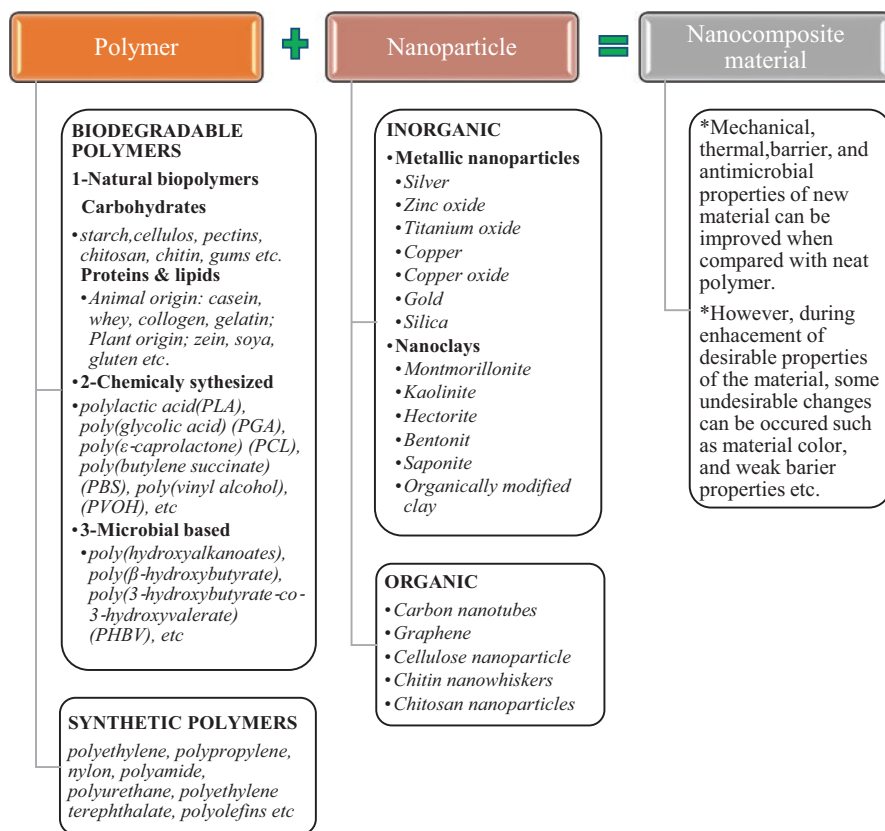 Polymer
+
Nanoparticle
=
Nanocomposite
material
BIODEGRADABLE
POLYMERS
1-Natural biopolymers
Carbohydrates
•starch,cellulos, pectins,
chitosan, chitin, gums etc.
Proteins & lipids
•Animal origin: casein,
whey, collogen, gelatin;
Plant origin; zein, soya,
gluten etc.
•2-Chemicaly sythesized
•polylactic acid(PLA),
poly(glycolic acid) (PGA),
poly(ε-caprolactone) (PCL),
poly(butylene succinate)
(PBS), poly(vinyl alcohol),
(PVOH), etc
•3-Microbial based
•poly(hydroxyalkanoates),
poly(β-hydroxybutyrate),
poly(3-hydroxybutyrate-co-
3-hydroxyvalerate)
(PHBV), etc
SYNTHETIC POLYMERS
polyethylene, polypropylene,
nylon, polyamide,
polyurethane, polyethylene
terephthalate, polyolefins etc
INORGANIC
•Metallic nanoparticles
•Silver
•Zinc oxide
•Titanium oxide
•Copper
•Copper oxide
•Gold
•Silica
•Nanoclays
•Montmorillonite
•Kaolinite
•Hectorite
•Bentonit
•Saponite
•Organically modified
clay
ORGANIC
•Carbon nanotubes
•Graphene
•Cellulose nanoparticle
•Chitin nanowhiskers
•Chitosan nanoparticles
*Mechanical,
thermal,barrier, and
antimicrobial
properties of new
material can be
improved when
compared with neat
polymer.
*However, during
enhacement of
desirable properties
of the material, some
undesirable changes
can be occured such
as material color,
and weak barier
properties etc.